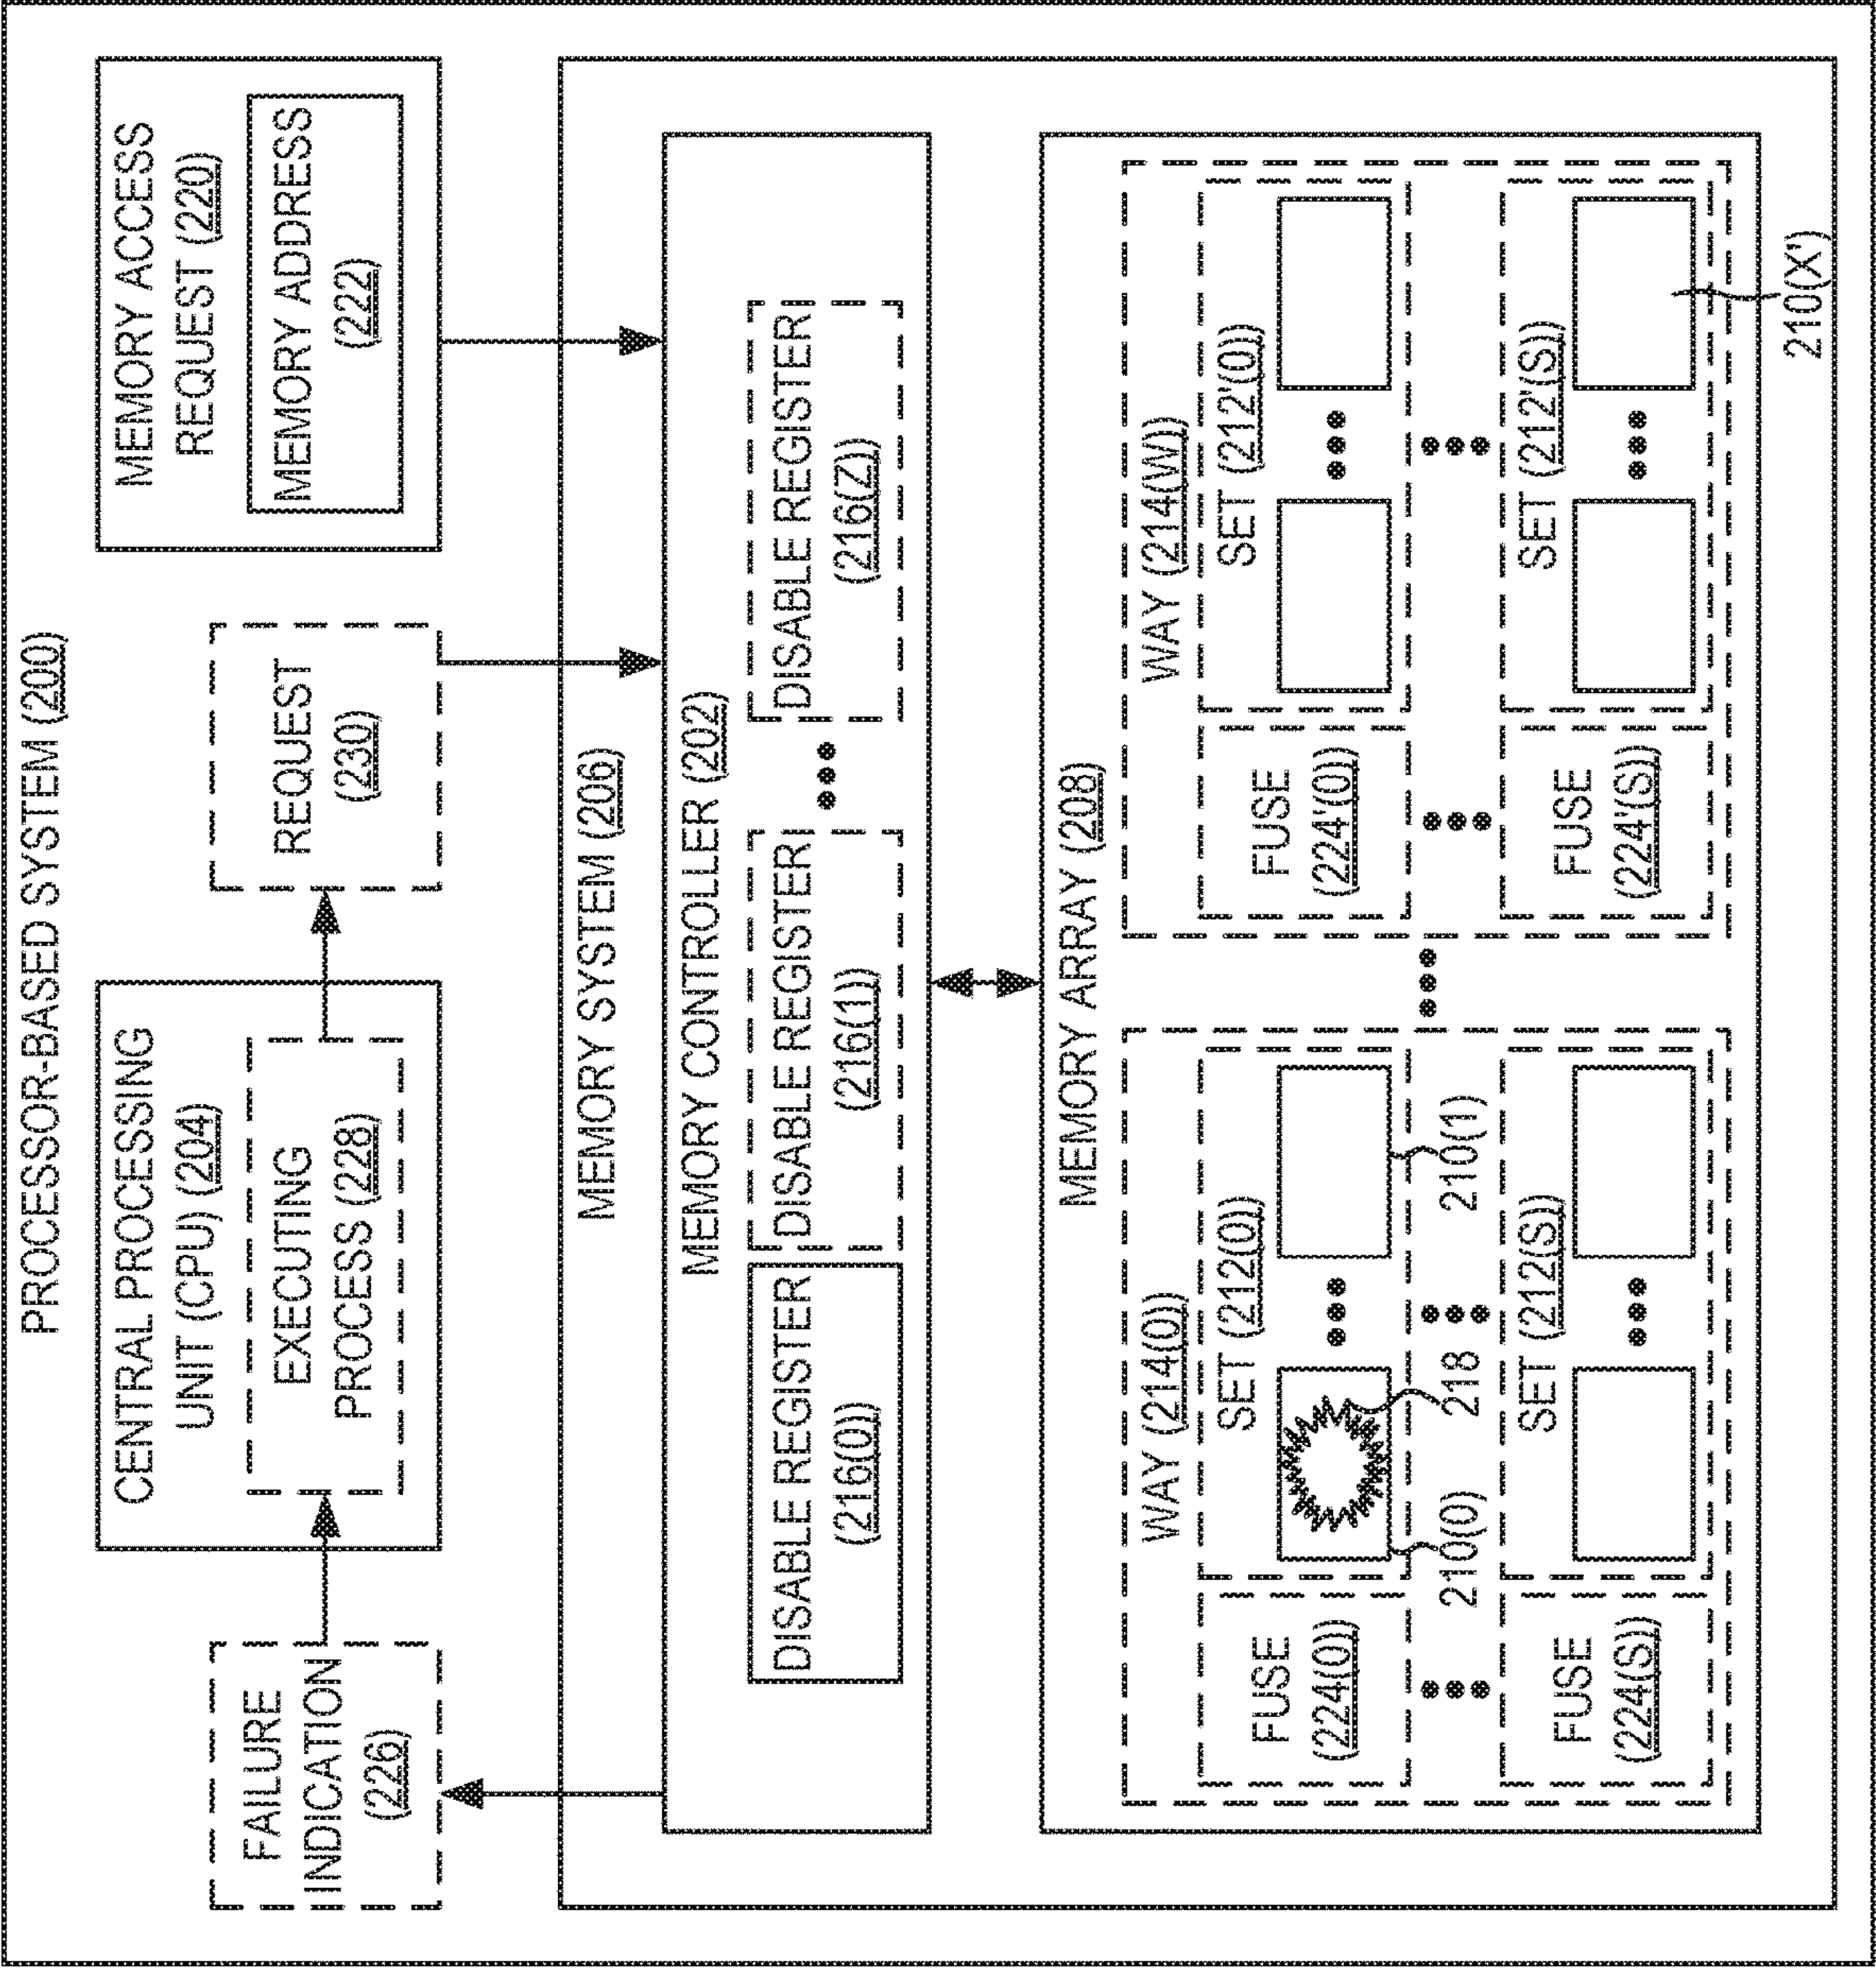 PROCESSOR-BASED SYSTEM (200)
FAILURE
INDICATION
(226)
CENTRAL PROCESSING
UNIT (CPU) (204)
EXECUTING
PROCESS (228)
REQUEST
(230)
MEMORY ACCESS
REQUEST (220)
MEMORY ADDRESS
(222)
MEMORY SYSTEM (206)
MEMORY CONTROLLER (202)
DISABLE REGISTER
(216(0))
DISABLE REGISTER
(216(1))
DISABLE REGISTER
(216(Z))
MEMORY ARRAY (208)
WAY (214(0))
FUSE
(224(0))
SET (212(0))
210(0)
218
210(1)
FUSE
(224(S))
SET (212(S))
WAY (214(W))
FUSE
(224'(0))
SET (212'(0))
FUSE
(224'(S))
SET (212'(S))
210(X')